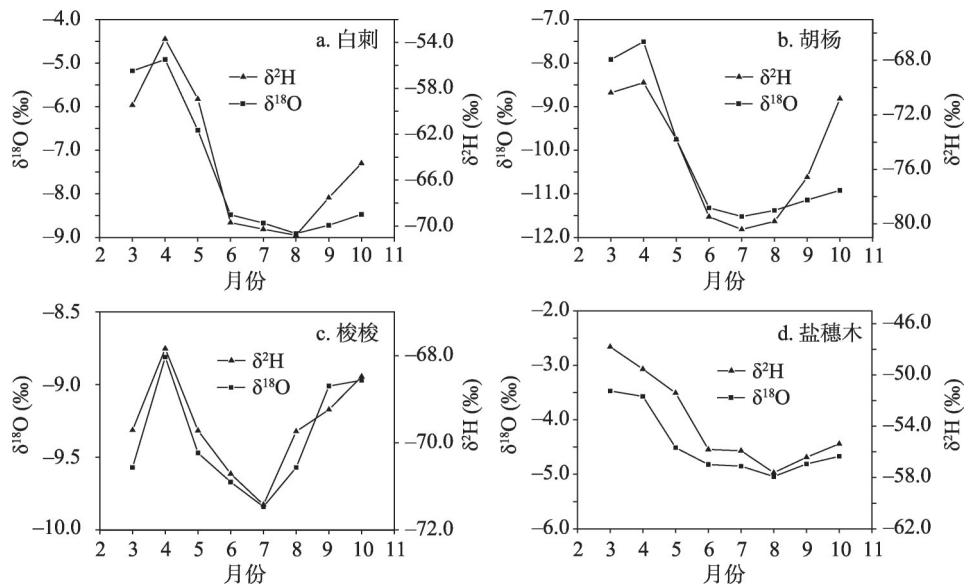 a. 白刺
δ²H
δ¹⁸O
δ¹⁸O (‰)
–4.0
–5.0
–6.0
–7.0
–8.0
–9.0
δ²H (‰)
–54.0
–58.0
–62.0
–66.0
–70.0
2 3 4 5 6 7 8 9 10 11
月份
b. 胡杨
δ²H
δ¹⁸O
δ¹⁸O (‰)
–7.0
–8.0
–9.0
–10.0
–11.0
–12.0
δ²H (‰)
–68.0
–72.0
–76.0
–80.0
2 3 4 5 6 7 8 9 10 11
月份
c. 梭梭
δ²H
δ¹⁸O
δ¹⁸O (‰)
–8.5
–9.0
–9.5
–10.0
δ²H (‰)
–68.0
–70.0
–72.0
2 3 4 5 6 7 8 9 10 11
月份
d. 盐穗木
δ²H
δ¹⁸O
δ¹⁸O (‰)
–2.0
–3.0
–4.0
–5.0
–6.0
δ²H (‰)
–46.0
–50.0
–54.0
–58.0
–62.0
2 3 4 5 6 7 8 9 10 11
月份